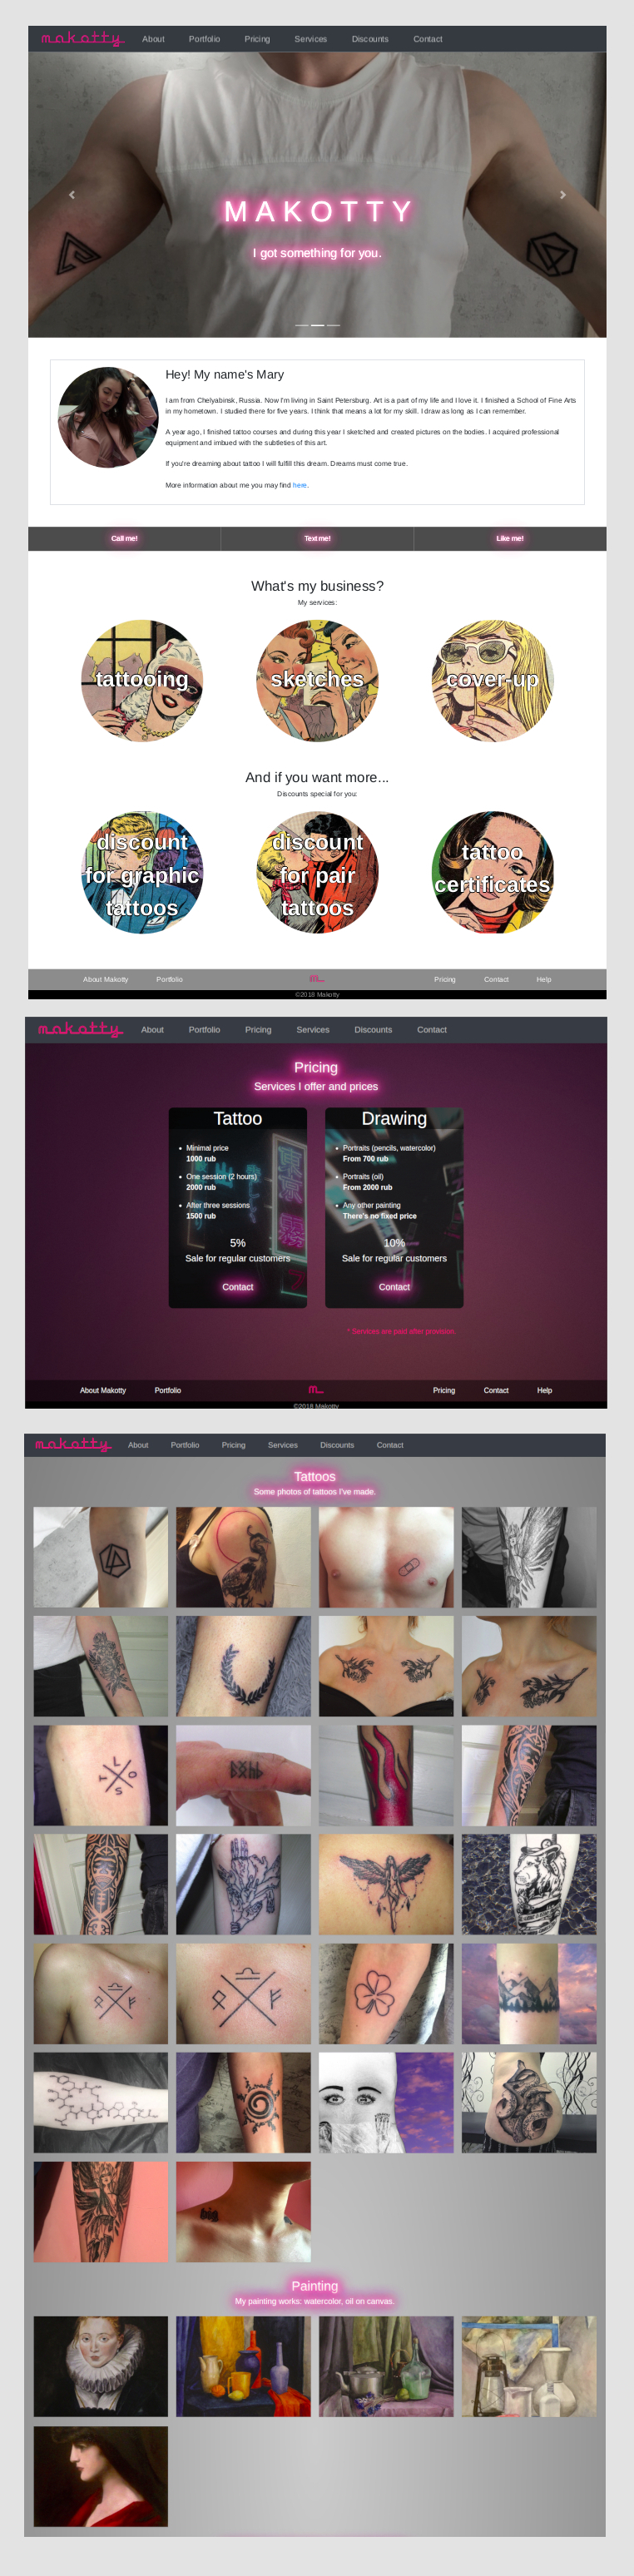 makotty About Portfolio Pricing Services Discounts Contact
MAKOTTY
I got something for you.
Hey! My name's Mary
I am from Chelyabinsk, Russia. Now I'm living in Saint Petersburg. Art is a part of my life and I love it. I finished a School of Fine Arts
in my hometown. I studied there for five years. I think that means a lot for my skill. I draw as long as I can remember.
A year ago, I finished tattoo courses and during this year I sketched and created pictures on the bodies. I acquired professional
equipment and imbued with the subtleties of this art.
If you're dreaming about tattoo I will fulfill this dream. Dreams must come true.
More information about me you may find here.
Call me! Text me! Like me!
What's my business?
My services:
tattooing sketches cover-up
And if you want more...
Discounts special for you:
discount
for graphic
tattoos
discount
for pair
tattoos
tattoo
certificates
About Makotty Portfolio m_ Pricing Contact Help
©2018 Makotty
makotty About Portfolio Pricing Services Discounts Contact
Pricing
Services I offer and prices
Tattoo
Minimal price
1000 rub
One session (2 hours)
2000 rub
After three sessions
1500 rub
5%
Sale for regular customers
Contact
Drawing
Portraits (pencils, watercolor)
From 700 rub
Portraits (oil)
From 2000 rub
Any other painting
There's no fixed price
10%
Sale for regular customers
Contact
* Services are paid after provision.
About Makotty Portfolio m_ Pricing Contact Help
©2018 Makotty
makotty About Portfolio Pricing Services Discounts Contact
Tattoos
Some photos of tattoos I've made.
L
T O
S
big
Painting
My painting works: watercolor, oil on canvas.